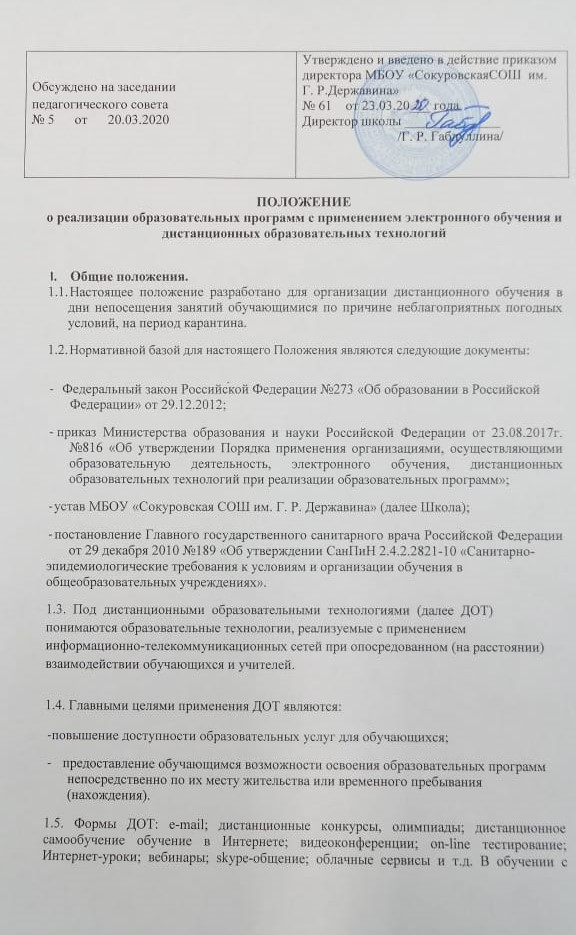 Обсуждено на заседании
педагогического совета
№ 5 от 20.03.2020
Утверждено и введено в действие приказом
директора МБОУ «СокуровскаяСОШ им.
Г. Р.Державина»
№ 61 от 23.03.2020 года
Директор школы
/Г. Р. Габдуллина/
ПОЛОЖЕНИЕ
о реализации образовательных программ с применением электронного обучения и
дистанционных образовательных технологий
I. Общие положения.
1.1. Настоящее положение разработано для организации дистанционного обучения в
дни непосещения занятий обучающимися по причине неблагоприятных погодных
условий, на период карантина.
1.2. Нормативной базой для настоящего Положения являются следующие документы:
- Федеральный закон Российской Федерации №273 «Об образовании в Российской
Федерации» от 29.12.2012;
- приказ Министерства образования и науки Российской Федерации от 23.08.2017г.
№816 «Об утверждении Порядка применения организациями, осуществляющими
образовательную деятельность, электронного обучения, дистанционных
образовательных технологий при реализации образовательных программ»;
-устав МБОУ «Сокуровская СОШ им. Г. Р. Державина» (далее Школа);
- постановление Главного государственного санитарного врача Российской Федерации
от 29 декабря 2010 №189 «Об утверждении СанПиН 2.4.2.2821-10 «Санитарно-
эпидемиологические требования к условиям и организации обучения в
общеобразовательных учреждениях».
1.3. Под дистанционными образовательными технологиями (далее ДОТ)
понимаются образовательные технологии, реализуемые с применением
информационно-телекоммуникационных сетей при опосредованном (на расстоянии)
взаимодействии обучающихся и учителей.
1.4. Главными целями применения ДОТ являются:
-повышение доступности образовательных услуг для обучающихся;
- предоставление обучающимся возможности освоения образовательных программ
непосредственно по их месту жительства или временного пребывания
(нахождения).
1.5. Формы ДОТ: e-mail; дистанционные конкурсы, олимпиады; дистанционное
самообучение обучение в Интернете; видеоконференции; on-line тестирование;
Интернет-уроки; вебинары; skype-общение; облачные сервисы и т.д. В обучении с